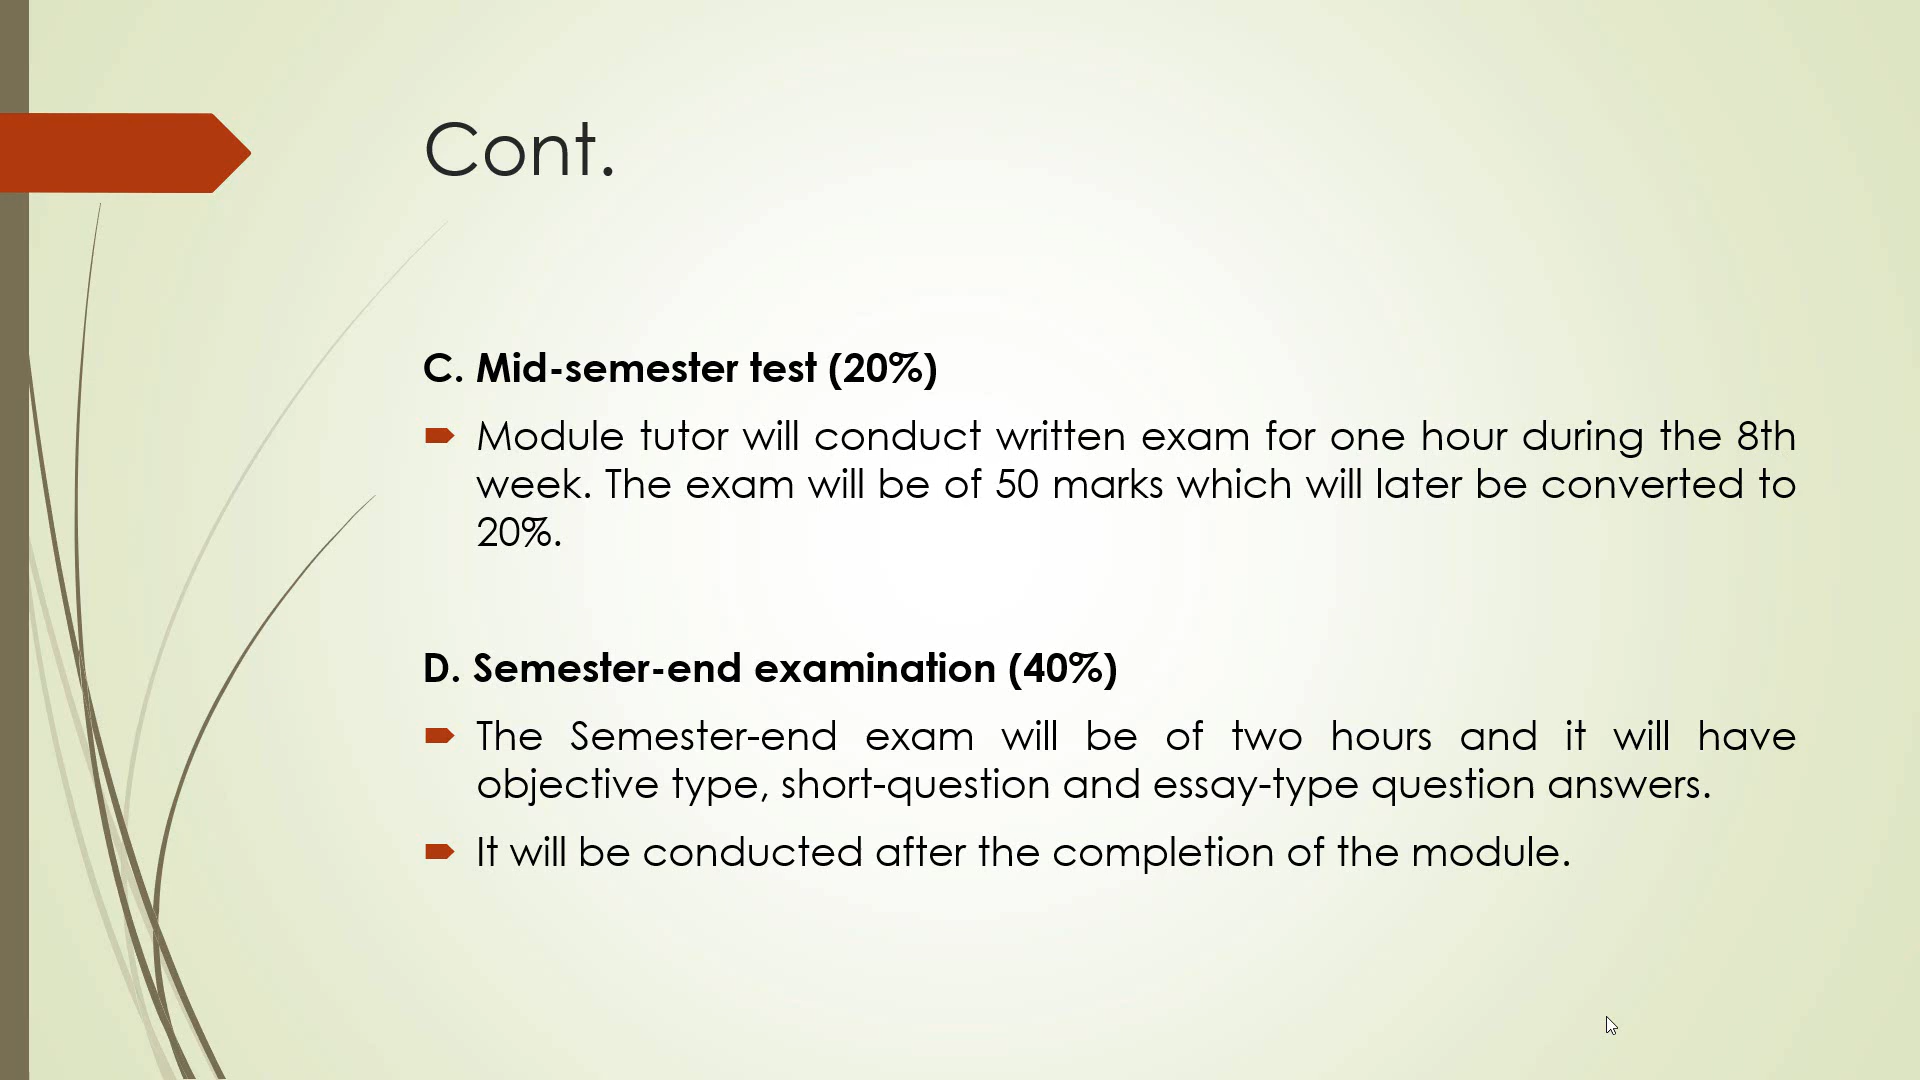 Cont.
C. Mid-semester test (20%)
Module tutor will conduct written exam for one hour during the 8th
week. The exam will be of 50 marks which will later be converted to
20%.
D. Semester-end examination (40%)
The Semester-end exam will be of two hours and it will have
objective type, short-question and essay-type question answers.
It will be conducted after the completion of the module.